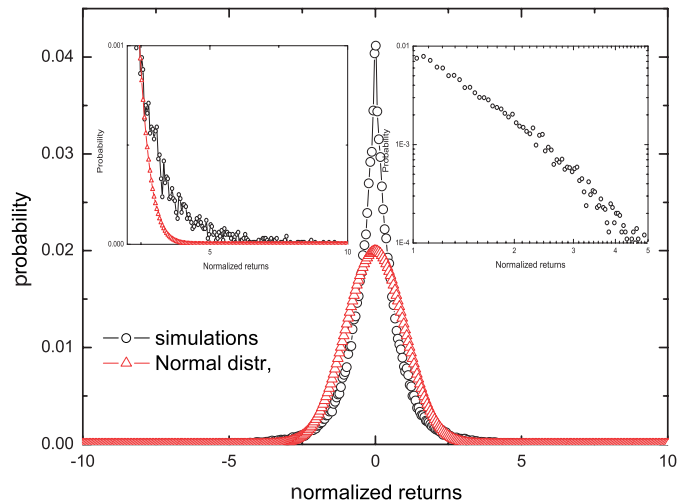 0.04
0.03
0.02
0.01
0.00
probability
-10
-5
0
5
10
normalized returns
simulations
Normal distr,
0.001
0.000
Probability
5
10
Normalized returns
0.01
1E-3
1E-4
Probability
1
2
3
4
5
Normalized returns